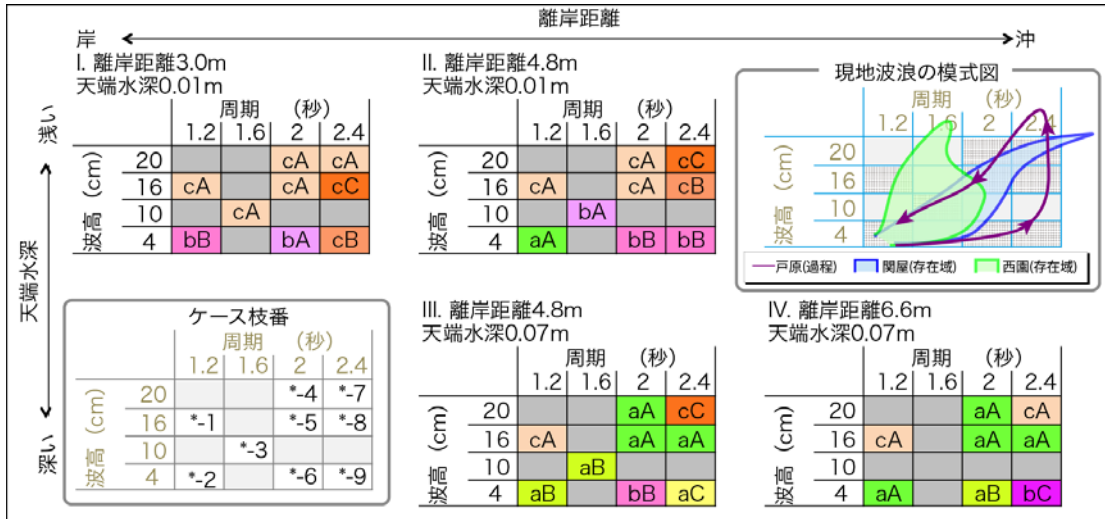 離岸距離
岸
沖
天端水深
浅い
深い
I. 離岸距離3.0m
天端水深0.01m
周期 (秒)
1.2 1.6 2 2.4
波高 (cm)
20 cA cA
16 cA cA cC
10 cA
4 bB bA cB
II. 離岸距離4.8m
天端水深0.01m
周期 (秒)
1.2 1.6 2 2.4
波高 (cm)
20 cA cC
16 cA cA cB
10 bA
4 aA bB bB
現地波浪の模式図
周期 (秒)
1.2 1.6 2 2.4
波高 (cm)
20
16
10
4
戸原(過程) 関屋(存在域) 西園(存在域)
ケース枝番
周期 (秒)
1.2 1.6 2 2.4
波高 (cm)
20 *-4 *-7
16 *-1 *-5 *-8
10 *-3
4 *-2 *-6 *-9
III. 離岸距離4.8m
天端水深0.07m
周期 (秒)
1.2 1.6 2 2.4
波高 (cm)
20 aA cC
16 cA aA aA
10 aB
4 aB bB aC
IV. 離岸距離6.6m
天端水深0.07m
周期 (秒)
1.2 1.6 2 2.4
波高 (cm)
20 aA cA
16 cA aA aA
10
4 aA aB bC